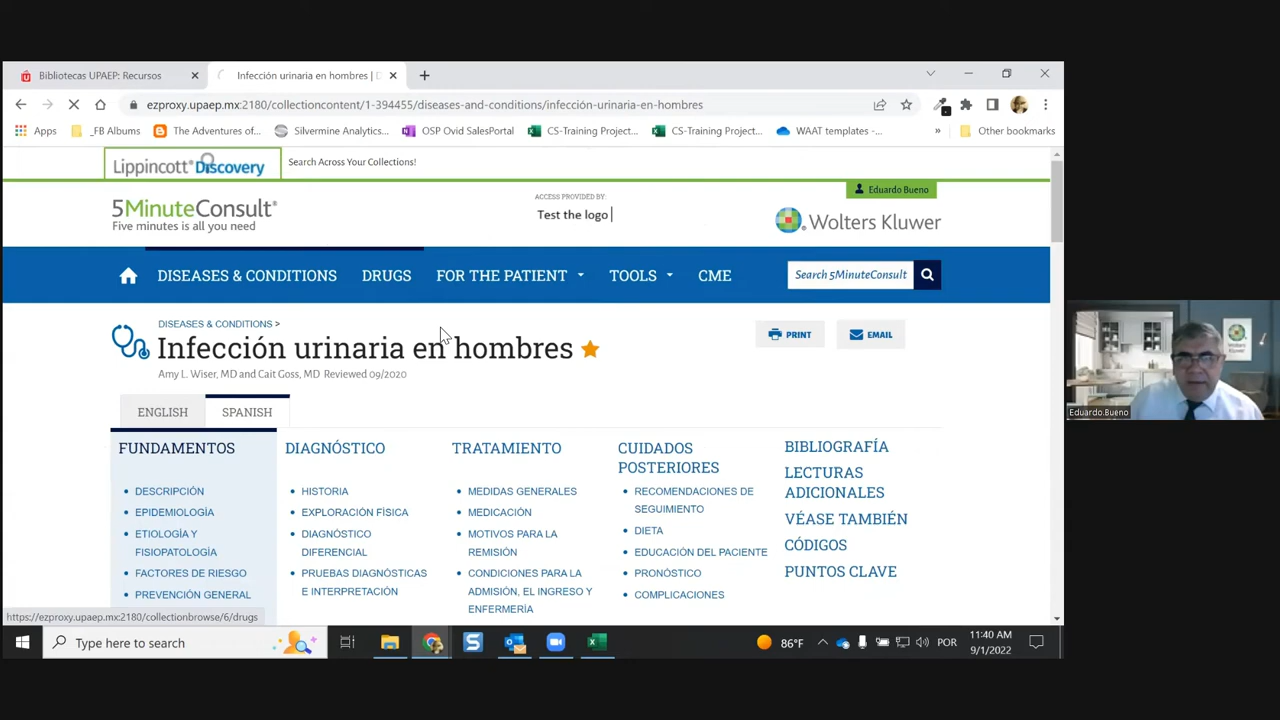 Bibliotecas UPAEP: Recursos
Infección urinaria en hombres | D
ezproxy.upaep.mx:2180/collectioncontent/1-394455/diseases-and-conditions/infección-urinaria-en-hombres
Apps _FB Albums The Adventures of... Silvermine Analytics... OSP Ovid SalesPortal CS-Training Project... CS-Training Project... WAAT templates -... » Other bookmarks
Lippincott® Discovery Search Across Your Collections!
Eduardo Bueno
ACCESS PROVIDED BY:
Test the logo
5MinuteConsult®
Five minutes is all you need
Wolters Kluwer
DISEASES & CONDITIONS DRUGS FOR THE PATIENT TOOLS CME Search 5MinuteConsult
DISEASES & CONDITIONS >
Infección urinaria en hombres
PRINT EMAIL
Amy L. Wiser, MD and Cait Goss, MD Reviewed 09/2020
ENGLISH SPANISH
FUNDAMENTOS
DESCRIPCIÓN
EPIDEMIOLOGÍA
ETIOLOGÍA Y
FISIOPATOLOGÍA
FACTORES DE RIESGO
PREVENCIÓN GENERAL
DIAGNÓSTICO
HISTORIA
EXPLORACIÓN FÍSICA
DIAGNÓSTICO
DIFERENCIAL
PRUEBAS DIAGNÓSTICAS
E INTERPRETACIÓN
TRATAMIENTO
MEDIDAS GENERALES
MEDICACIÓN
MOTIVOS PARA LA
REMISIÓN
CONDICIONES PARA LA
ADMISIÓN, EL INGRESO Y
ENFERMERÍA
CUIDADOS
POSTERIORES
RECOMENDACIONES DE
SEGUIMIENTO
DIETA
EDUCACIÓN DEL PACIENTE
PRONÓSTICO
COMPLICACIONES
BIBLIOGRAFÍA
LECTURAS
ADICIONALES
VÉASE TAMBIÉN
CÓDIGOS
PUNTOS CLAVE
https://ezproxy.upaep.mx:2180/collectionbrowse/6/drugs
Type here to search
86°F
POR
11:40 AM
9/1/2022
Wolters Kluwer
Eduardo.Bueno